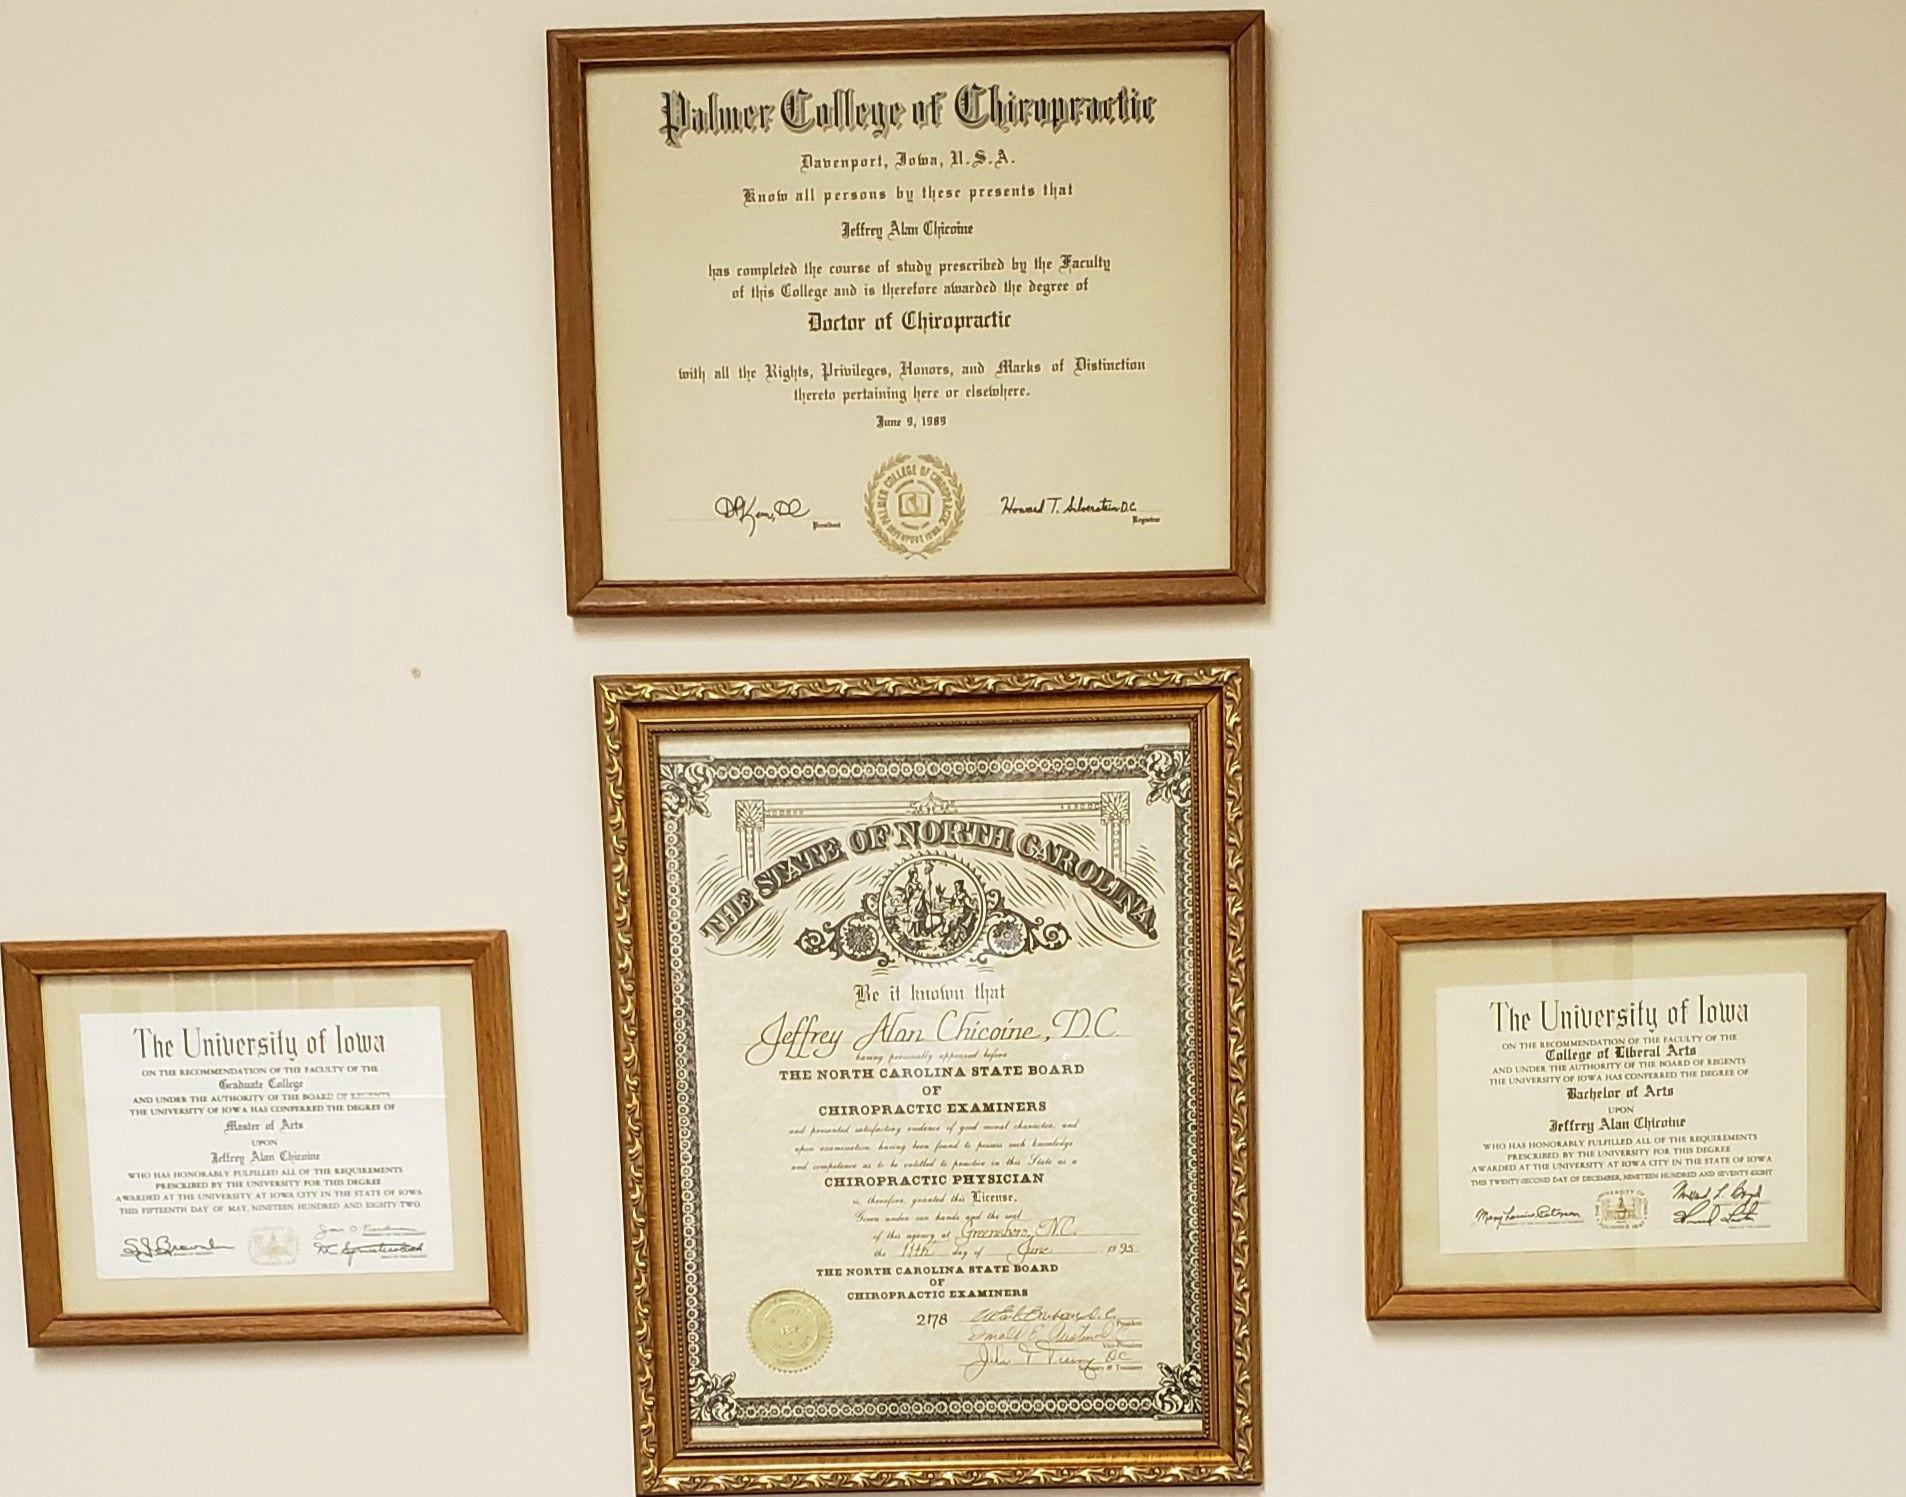 Palmer College of Chiropractic
Davenport, Iowa, U.S.A.
Know all persons by these presents that
Jeffrey Alan Chicoine
has completed the course of study prescribed by the Faculty
of this College and is therefore awarded the degree of
Doctor of Chiropractic
with all the Rights, Privileges, Honors, and Marks of Distinction
thereto pertaining here or elsewhere.
June 9, 1989
PALMER COLLEGE OF CHIROPRACTIC
DAVENPORT, IOWA
Howard T. Silverstein D.C.
President
Registrar
THE STATE OF NORTH CAROLINA
Be it known that
Jeffrey Alan Chicoine, D.C.
having personally appeared before
THE NORTH CAROLINA STATE BOARD
OF
CHIROPRACTIC EXAMINERS
and presented satisfactory evidence of good moral character, and
upon examination, having been found to possess such knowledge
and competence as to be entitled to practice in this State as a
CHIROPRACTIC PHYSICIAN
is, therefore, granted this License.
Given under our hands and the seal
of this agency at Greensboro, N.C.
the 11th day of June 1995
THE NORTH CAROLINA STATE BOARD
OF
CHIROPRACTIC EXAMINERS
2178
President
Vice-President
Secretary & Treasurer
The University of Iowa
ON THE RECOMMENDATION OF THE FACULTY OF THE
Graduate College
AND UNDER THE AUTHORITY OF THE BOARD OF REGENTS
THE UNIVERSITY OF IOWA HAS CONFERRED THE DEGREE OF
Master of Arts
UPON
Jeffrey Alan Chicoine
WHO HAS HONORABLY FULFILLED ALL OF THE REQUIREMENTS
PRESCRIBED BY THE UNIVERSITY FOR THIS DEGREE
AWARDED AT THE UNIVERSITY AT IOWA CITY IN THE STATE OF IOWA
THIS FIFTEENTH DAY OF MAY, NINETEEN HUNDRED AND EIGHTY-TWO
The University of Iowa
ON THE RECOMMENDATION OF THE FACULTY OF THE
College of Liberal Arts
AND UNDER THE AUTHORITY OF THE BOARD OF REGENTS
THE UNIVERSITY OF IOWA HAS CONFERRED THE DEGREE OF
Bachelor of Arts
UPON
Jeffrey Alan Chicoine
WHO HAS HONORABLY FULFILLED ALL OF THE REQUIREMENTS
PRESCRIBED BY THE UNIVERSITY FOR THIS DEGREE
AWARDED AT THE UNIVERSITY AT IOWA CITY IN THE STATE OF IOWA
THIS TWENTY-SECOND DAY OF DECEMBER, NINETEEN HUNDRED AND SEVENTY-EIGHT
Mary Louise Petersen